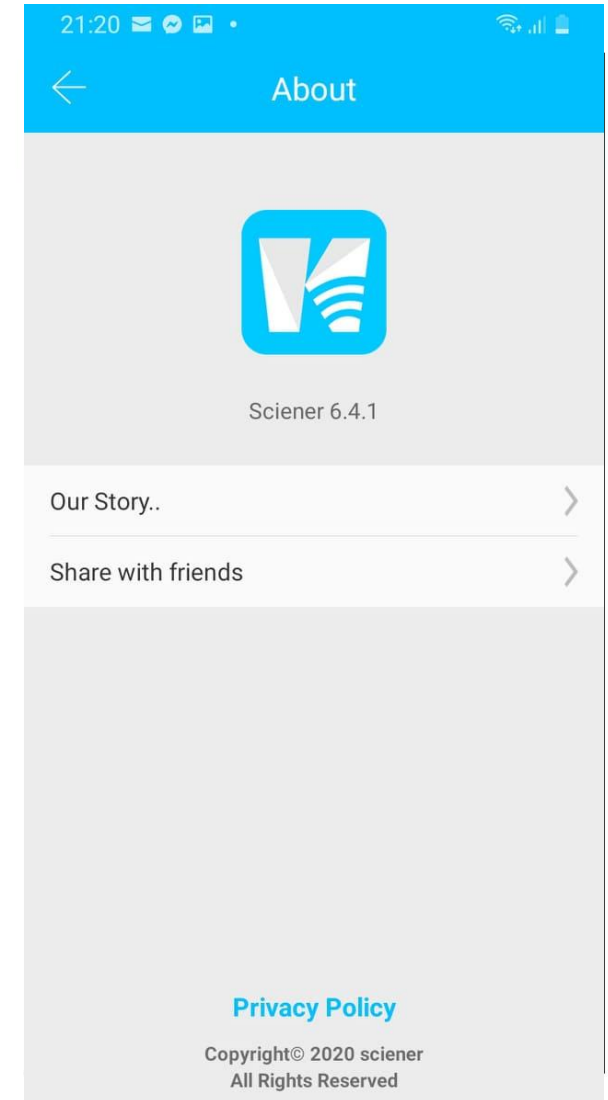 21:20
About
Sciener 6.4.1
Our Story..
Share with friends
Privacy Policy
Copyright© 2020 sciener
All Rights Reserved